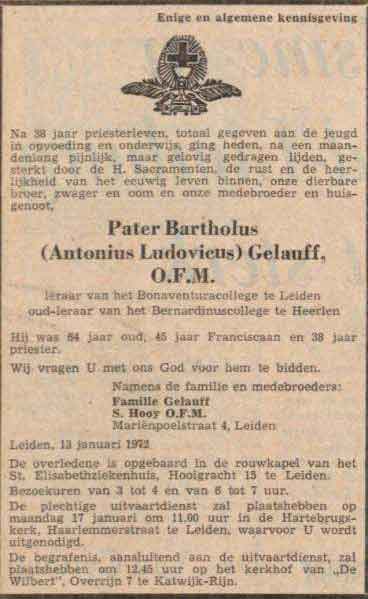 Enige en algemene kennisgeving
Na 38 jaar priesterleven, totaal gegeven aan de jeugd
in opvoeding en onderwijs, ging heden, na een maan-
denlang pijnlijk, maar gelovig gedragen lijden, ge-
sterkt door de H. Sacramenten, de rust en de heer-
lijkheid van het eeuwig leven binnen, onze dierbare
broer, zwager en oom en onze medebroeder en huis-
genoot,
Pater Bartholus
(Antonius Ludovicus) Gelauff,
O.F.M.
leraar van het Bonaventuracollege te Leiden
oud-leraar van het Bernardinuscollege te Heerlen
Hij was 64 jaar oud, 45 jaar Franciscaan en 38 jaar
priester.
Wij vragen U met ons God voor hem te bidden.
Namens de familie en medebroeders:
Familie Gelauff
S. Hooy O.F.M.
Mariënpoelstraat 4, Leiden
Leiden, 13 januari 1972
De overledene is opgebaard in de rouwkapel van het
St. Elisabethziekenhuis, Hooigracht 15 te Leiden.
Bezoekuren van 3 tot 4 en van 6 tot 7 uur.
De plechtige uitvaartdienst zal plaatshebben op
maandag 17 januari om 11.00 uur in de Hartebrugs-
kerk, Haarlemmerstraat te Leiden, waarvoor U wordt
uitgenodigd.
De begrafenis, aansluitend aan de uitvaartdienst, zal
plaatshebben om 12.45 uur op het kerkhof van „De
Wilbert", Overrijn 7 te Katwijk-Rijn.